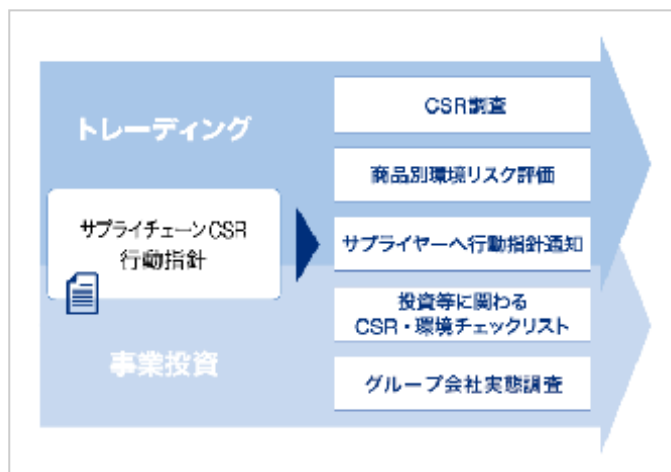 トレーディング
サプライチェーンCSR
行動指針
事業投資
CSR調査
商品別環境リスク評価
サプライヤーへ行動指針通知
投資等に関わる
CSR・環境チェックリスト
グループ会社実態調査